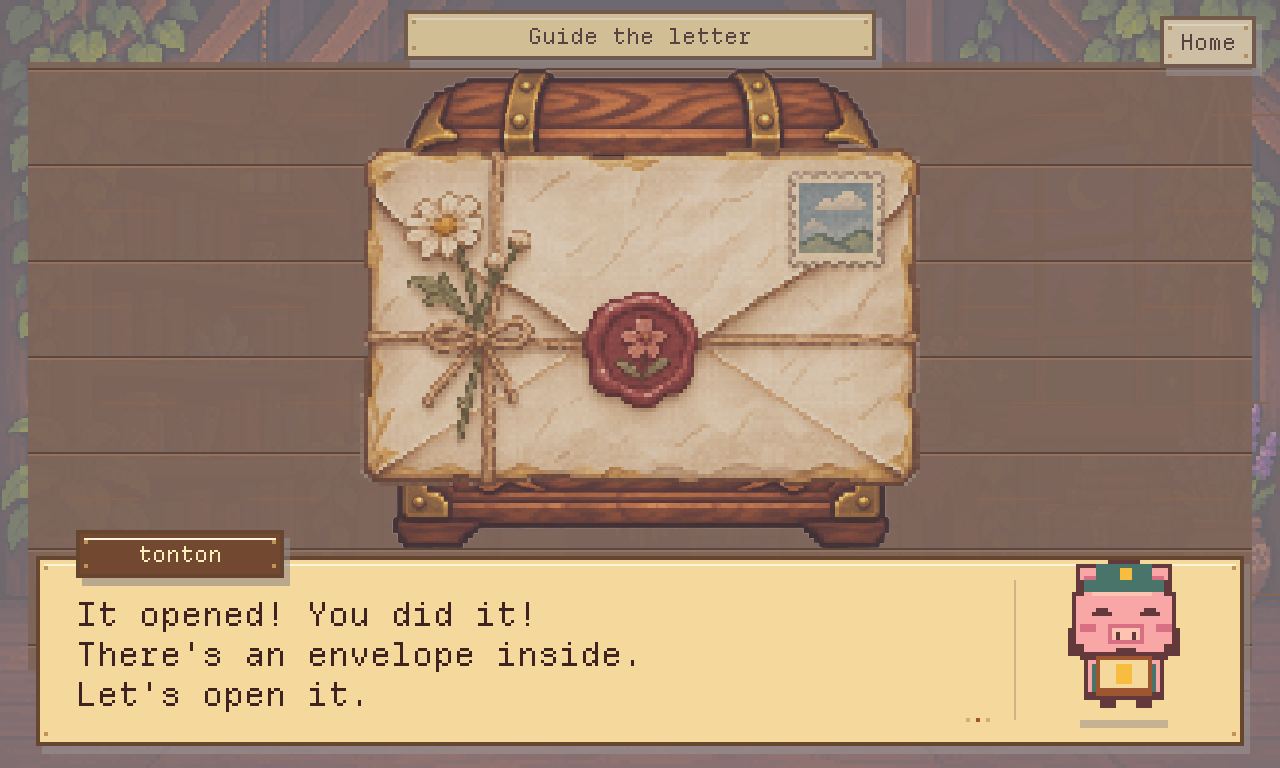 Guide the letter
Home
tonton
It opened! You did it!
There's an envelope inside.
Let's open it.